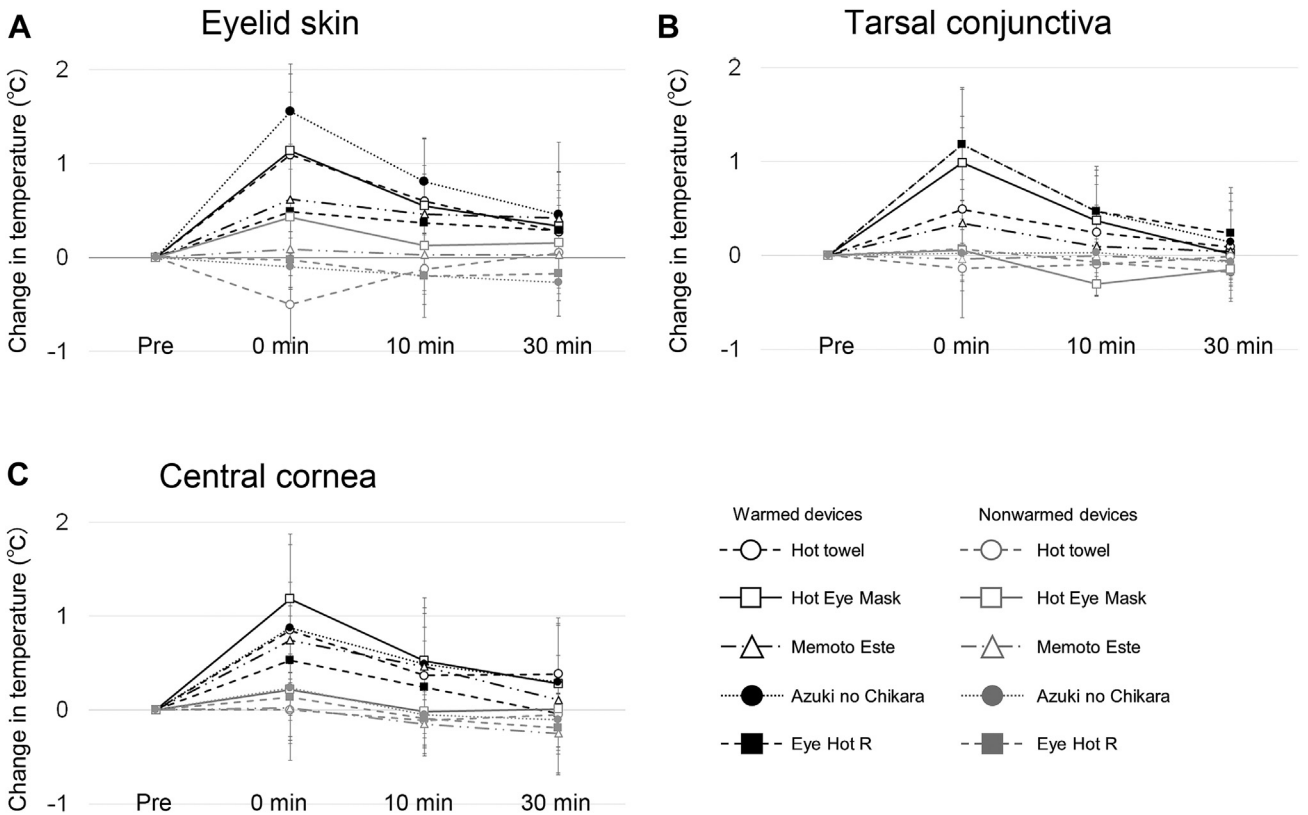 A
Eyelid skin
Change in temperature (℃)
2
1
0
-1
Pre
0 min
10 min
30 min
B
Tarsal conjunctiva
Change in temperature (℃)
2
1
0
-1
Pre
0 min
10 min
30 min
C
Central cornea
Change in temperature (℃)
2
1
0
-1
Pre
0 min
10 min
30 min
Warmed devices
Hot towel
Hot Eye Mask
Memoto Este
Azuki no Chikara
Eye Hot R
Nonwarmed devices
Hot towel
Hot Eye Mask
Memoto Este
Azuki no Chikara
Eye Hot R